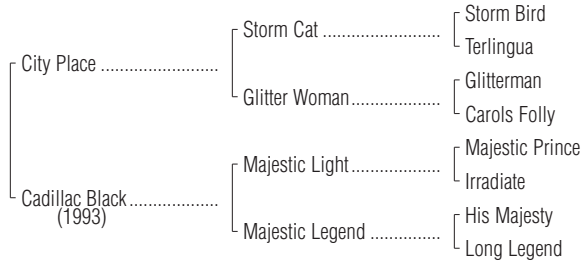 Storm Bird
Storm Cat ........................
Terlingua
City Place ........................
Glitterman
Glitter Woman..................
Carols Folly
Majestic Prince
Majestic Light..................
Irradiate
Cadillac Black..................
(1993)
His Majesty
Majestic Legend ..............
Long Legend